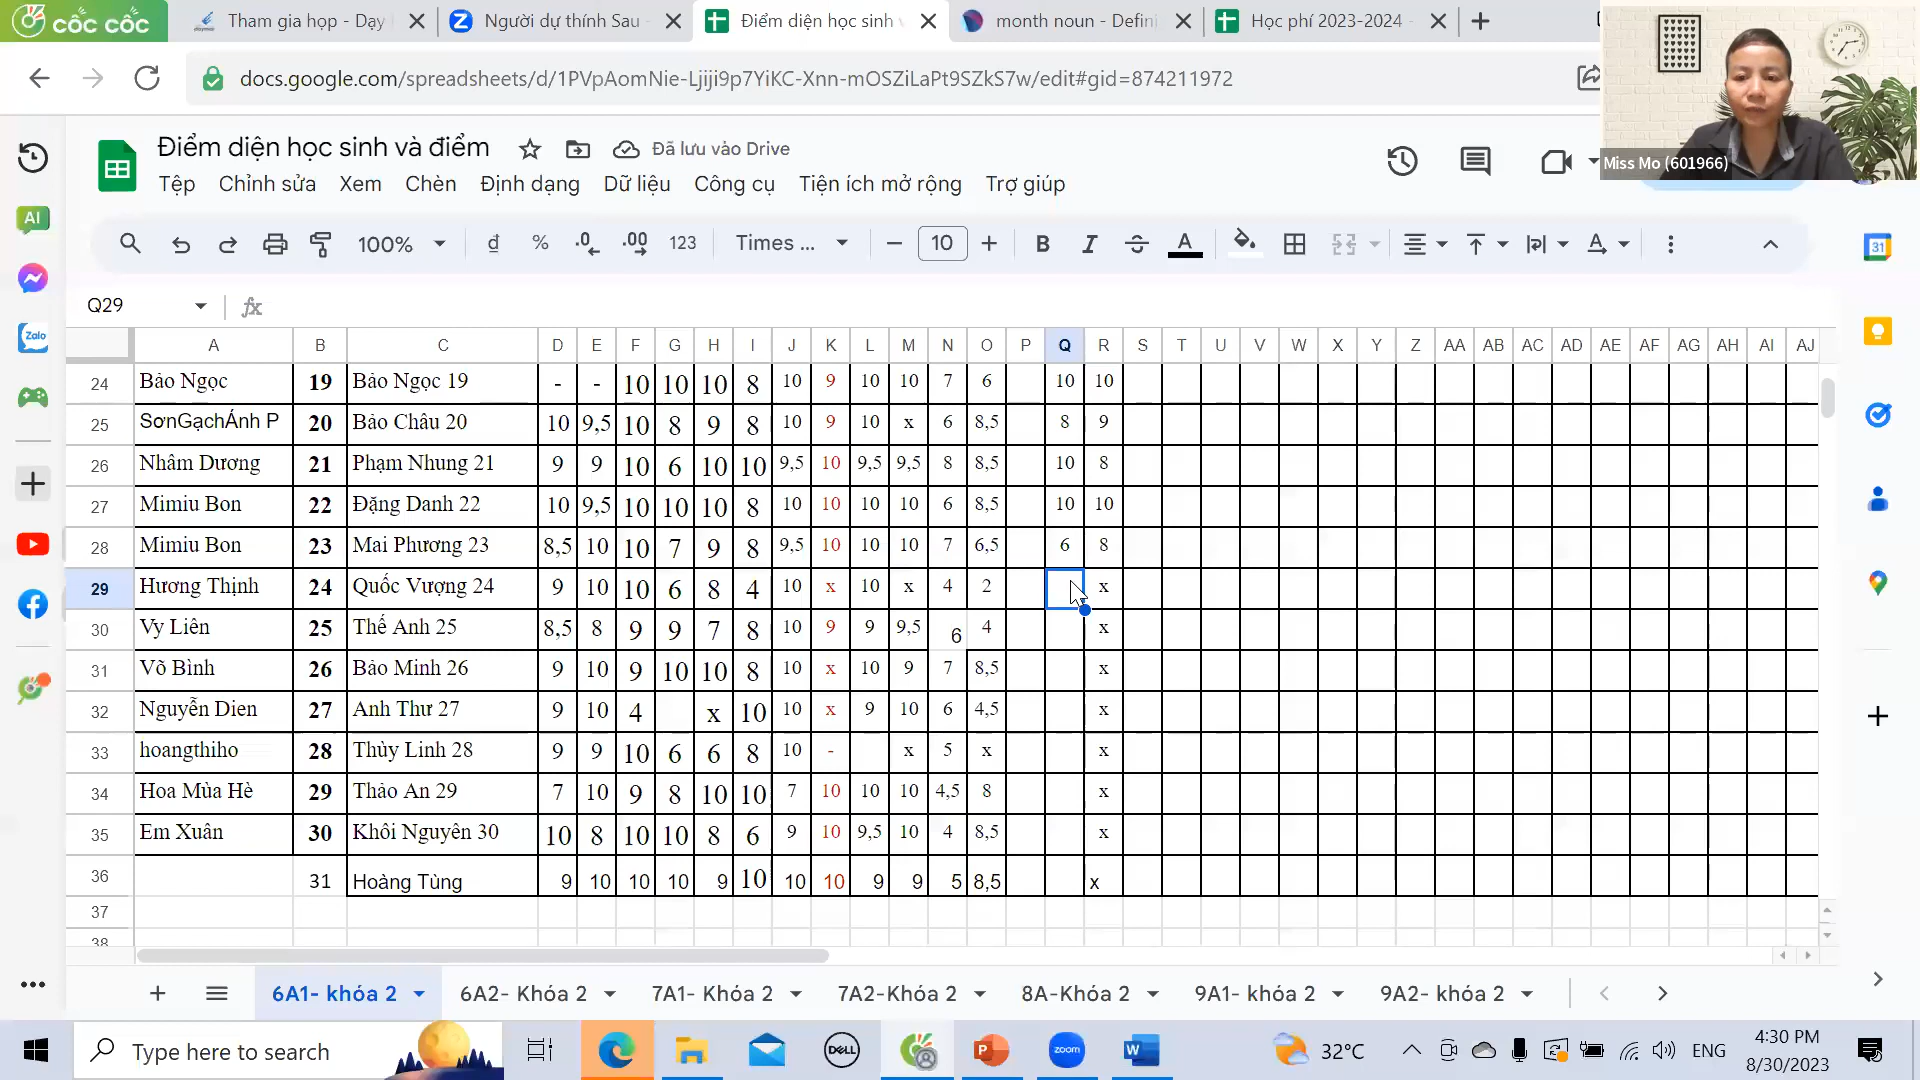 cốc cốc
Tham gia họp - Dạy
Người dự thính Sau -
Điểm diện học sinh v
month noun - Defini
Học phí 2023-2024 -
docs.google.com/spreadsheets/d/1PVpAomNie-Ljiji9p7YiKC-Xnn-mOSZiLaPt9SZkS7w/edit#gid=874211972
Miss Mo (601966)
Điểm diện học sinh và điểm
Đã lưu vào Drive
Tệp Chỉnh sửa Xem Chèn Định dạng Dữ liệu Công cụ Tiện ích mở rộng Trợ giúp
100% đ % .0 .00 123 Times ... 10 B I A A
Q29 fx
A B C D E F G H I J K L M N O P Q R S T U V W X Y Z AA AB AC AD AE AF AG AH AI AJ
24 Bảo Ngọc 19 Bảo Ngọc 19 - - 10 10 10 8 10 9 10 10 7 6 10 10
25 SơnGạchÁnh P 20 Bảo Châu 20 10 9,5 10 8 9 8 10 9 10 x 6 8,5 8 9
26 Nhâm Dương 21 Phạm Nhung 21 9 9 10 6 10 10 9,5 10 9,5 9,5 8 8,5 10 8
27 Mimiu Bon 22 Đặng Danh 22 10 9,5 10 10 10 8 10 10 10 10 6 8,5 10 10
28 Mimiu Bon 23 Mai Phương 23 8,5 10 10 7 9 8 9,5 10 10 10 7 6,5 6 8
29 Hương Thịnh 24 Quốc Vượng 24 9 10 10 6 8 4 10 x 10 x 4 2 x
30 Vy Liên 25 Thế Anh 25 8,5 8 9 9 7 8 10 9 9 9,5 6 4 x
31 Võ Bình 26 Bảo Minh 26 9 10 9 10 10 8 10 x 10 9 7 8,5 x
32 Nguyễn Dien 27 Anh Thư 27 9 10 4 x 10 10 x 9 10 6 4,5 x
33 hoangthiho 28 Thùy Linh 28 9 9 10 6 6 8 10 - x 5 x x
34 Hoa Mùa Hè 29 Thảo An 29 7 10 9 8 10 10 7 10 10 10 4,5 8 x
35 Em Xuân 30 Khôi Nguyên 30 10 8 10 10 8 6 9 10 9,5 10 4 8,5 x
36 31 Hoàng Tùng 9 10 10 10 9 10 10 10 9 9 5 8,5 x
37
38
6A1- khóa 2 6A2- Khóa 2 7A1- Khóa 2 7A2-Khóa 2 8A-Khóa 2 9A1- khóa 2 9A2- khóa 2
AI
Zalo
31
Type here to search
DELL
zoom
32°C
ENG
4:30 PM
8/30/2023